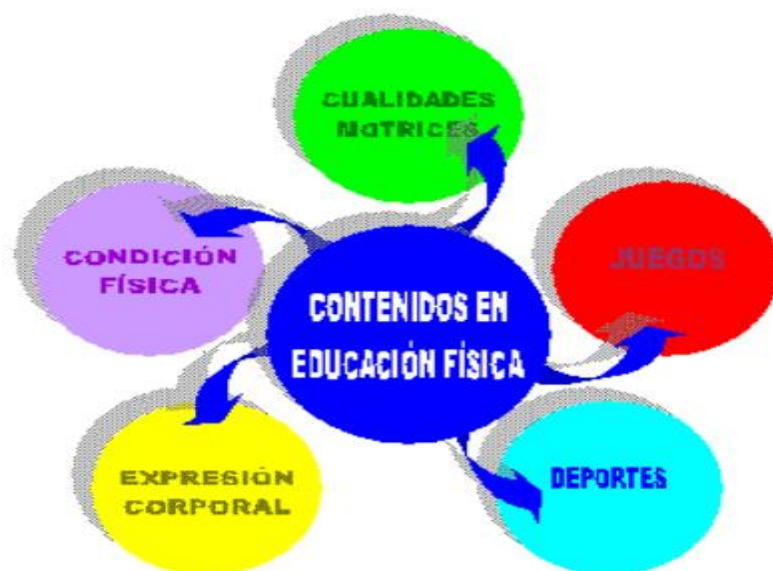 CUALIDADES
MOTRICES
CONDICIÓN
FÍSICA
JUEGOS
CONTENIDOS EN
EDUCACIÓN FÍSICA
EXPRESIÓN
CORPORAL
DEPORTES